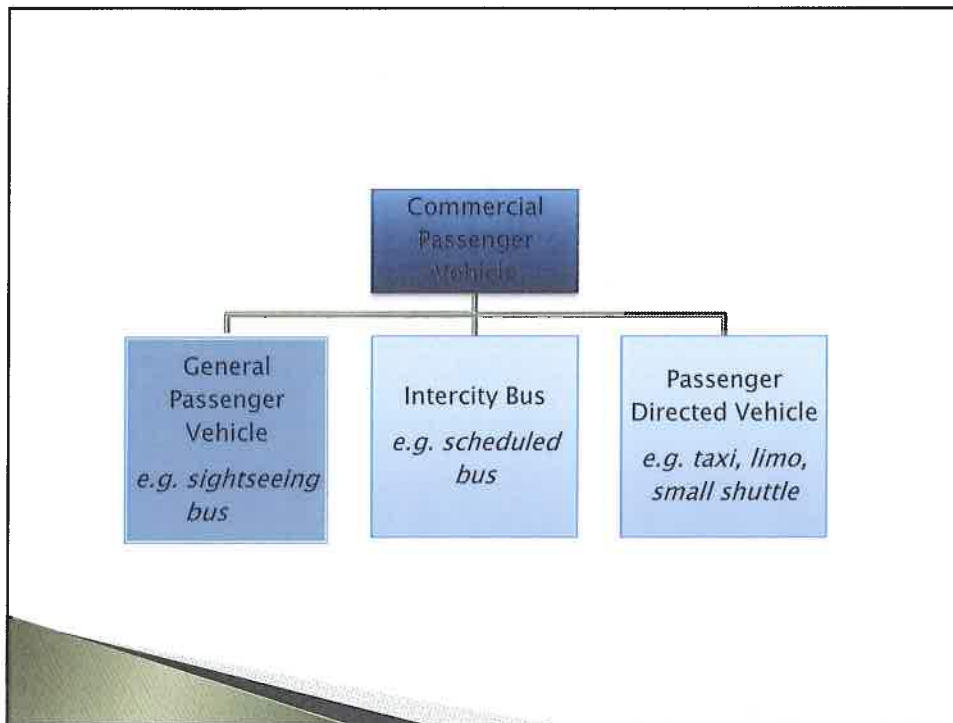 Commercial
Passenger
Vehicle
General
Passenger
Vehicle
e.g. sightseeing
bus
Intercity Bus
e.g. scheduled
bus
Passenger
Directed Vehicle
e.g. taxi, limo,
small shuttle